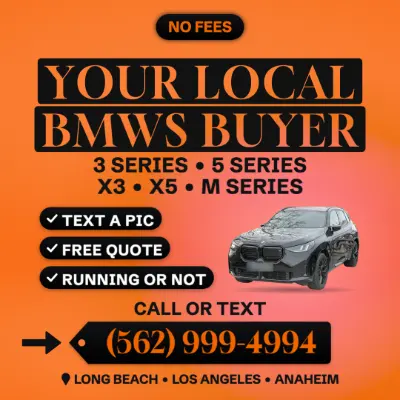 NO FEES
YOUR LOCAL
BMWS BUYER
3 SERIES • 5 SERIES
X3 • X5 • M SERIES
TEXT A PIC
FREE QUOTE
RUNNING OR NOT
CALL OR TEXT
(562) 999-4994
LONG BEACH • LOS ANGELES • ANAHEIM